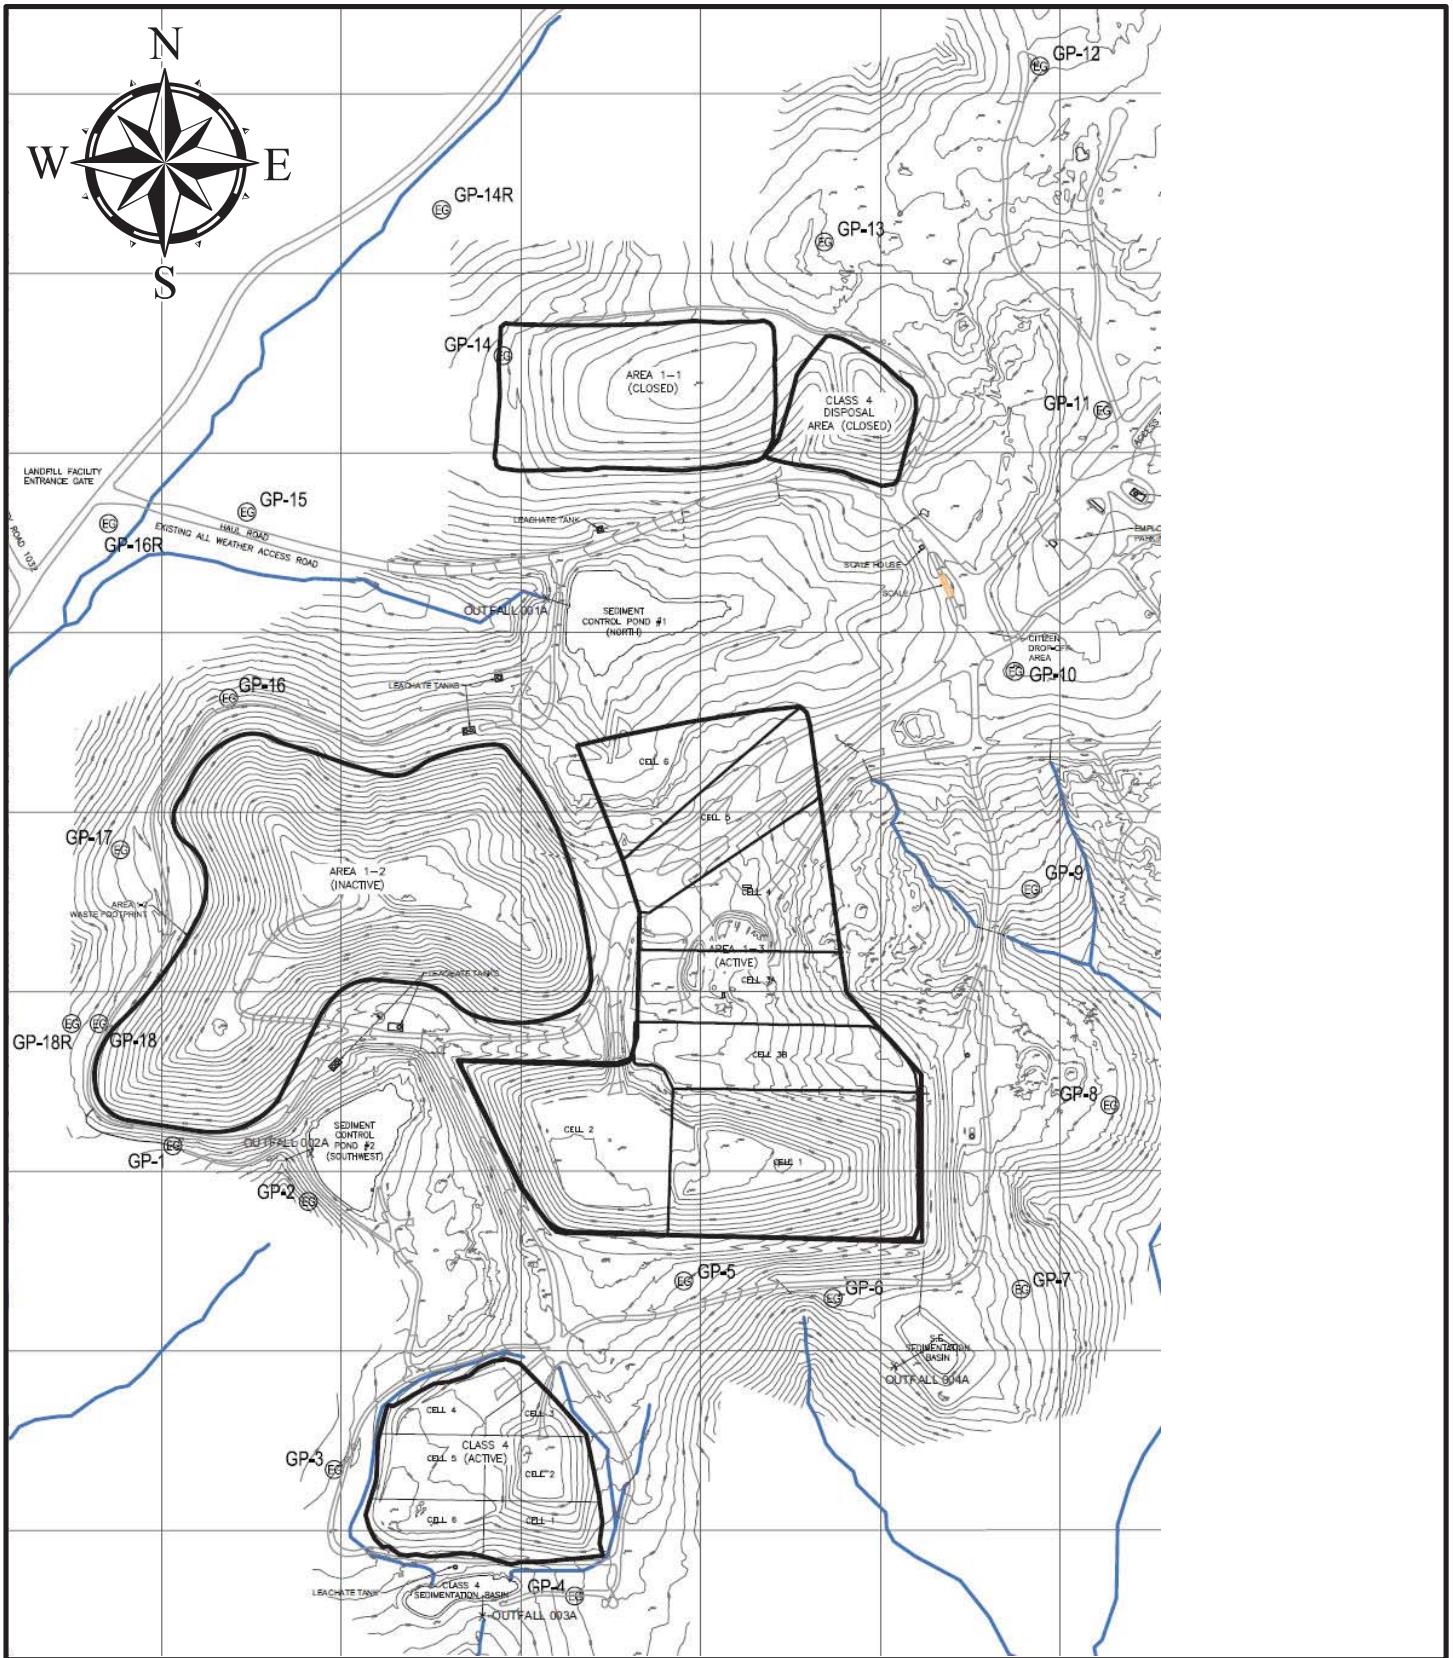 N
W
E
S
GP-12
GP-14R
GP-13
GP-14
AREA 1-1
(CLOSED)
CLASS 4
DISPOSAL
AREA (CLOSED)
GP-11
LANDFILL FACILITY
ENTRANCE GATE
GP-15
HAUL ROAD
EXISTING ALL WEATHER ACCESS ROAD
GP-16R
ROAD 1032
ACCESS
LEACHATE TANK
SCALE HOUSE
SCALE
OUTFALL 001A
SEDIMENT
CONTROL POND #1
(NORTH)
CITIZEN
DROP-OFF
AREA
GP-10
LEACHATE TANKS
GP-16
CELL 6
CELL 5
GP-17
AREA 1-2
(INACTIVE)
AREA 1-2
WASTE FOOTPRINT
CELL 4
GP-9
AREA 1-3
(ACTIVE)
CELL 3A
LEACHATE TANKS
GP-18R
GP-18
CELL 3B
GP-8
GP-1
OUTFALL 002A
SEDIMENT
CONTROL
POND #2
(SOUTHWEST)
CELL 2
CELL 1
GP-2
GP-5
GP-6
GP-7
S.E.
SEDIMENTATION
BASIN
OUTFALL 004A
CELL 4
CELL 3
CLASS 4
(ACTIVE)
CELL 5
CELL 2
GP-3
CELL 6
CELL 1
LEACHATE TANK
CLASS 4
SEDIMENTATION BASIN
GP-4
OUTFALL 003A